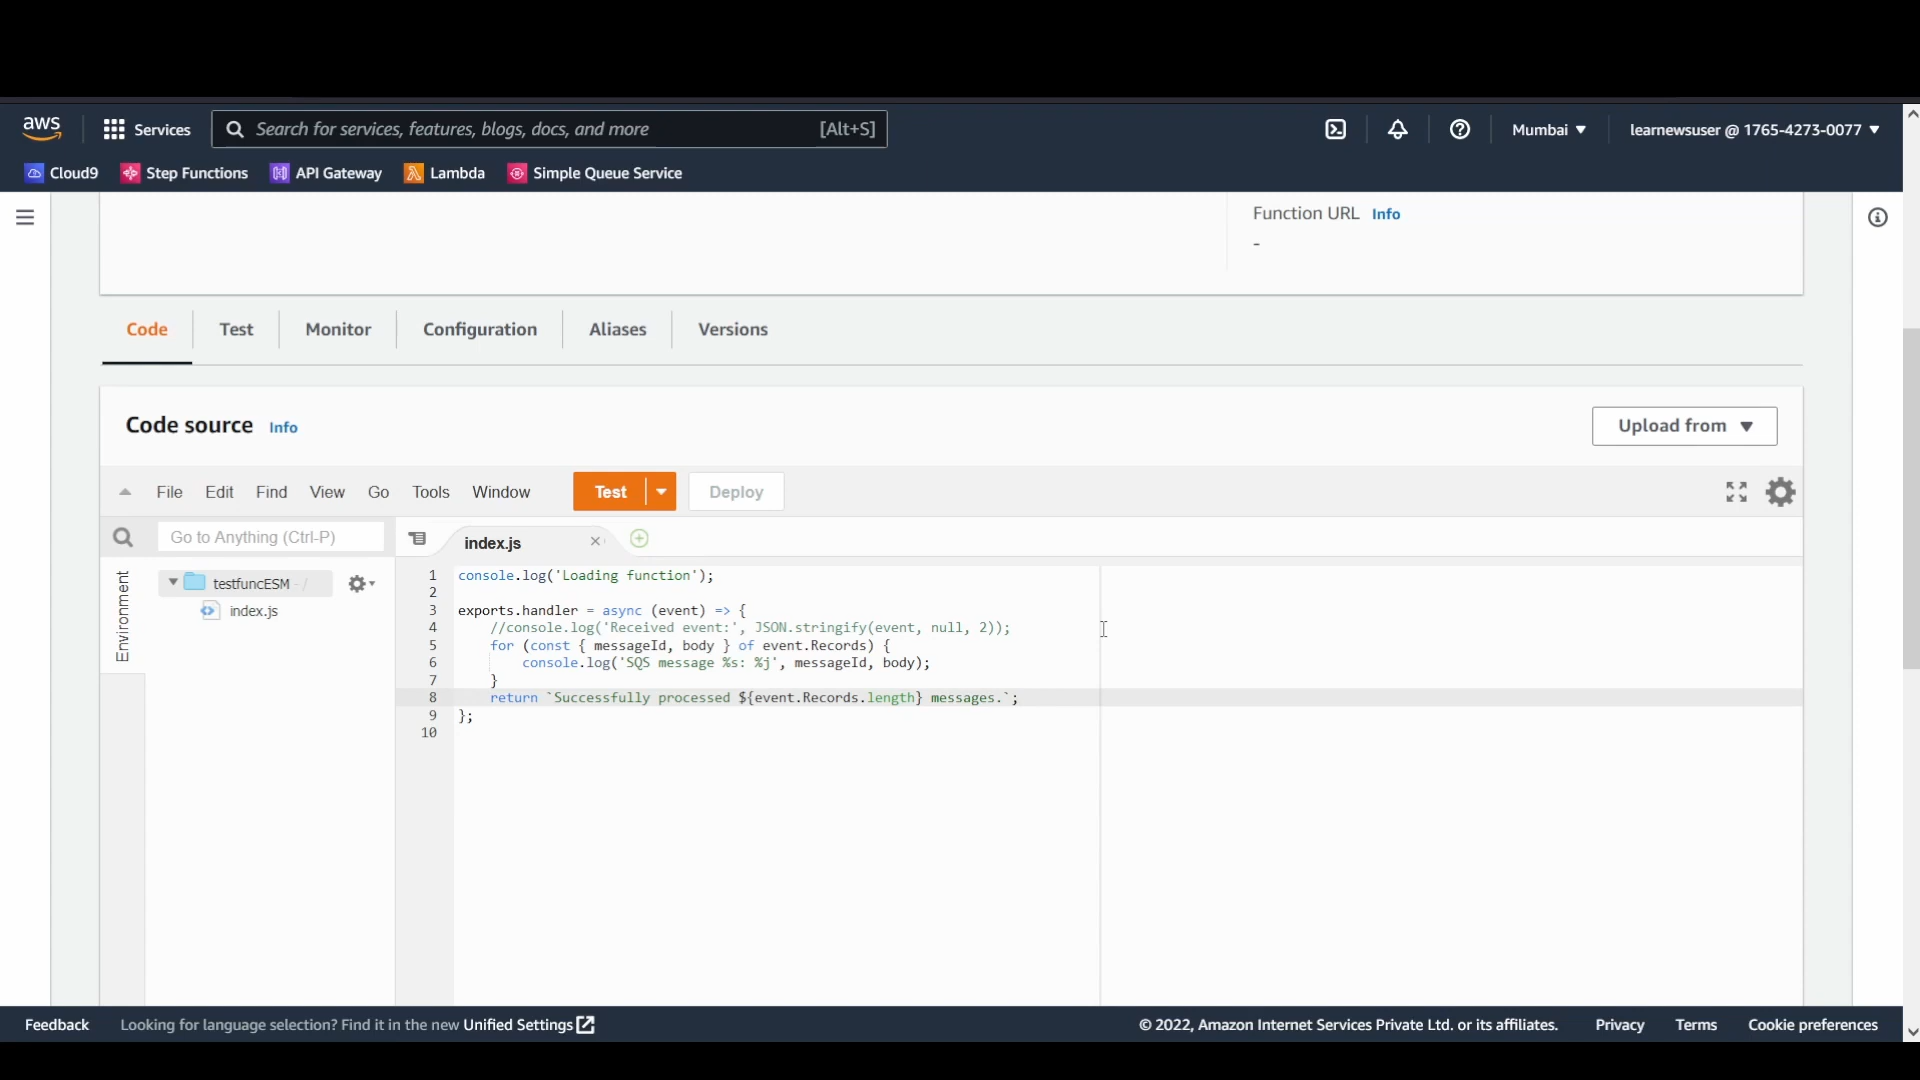 aws
Services
Search for services, features, blogs, docs, and more [Alt+S]
Mumbai ▼
learnewsuser @ 1765-4273-0077 ▼
Cloud9
Step Functions
API Gateway
Lambda
Simple Queue Service
Function URL Info
-
Code
Test
Monitor
Configuration
Aliases
Versions
Code source Info
Upload from ▼
File Edit Find View Go Tools Window
Test
Deploy
Go to Anything (Ctrl-P)
index.js
Environment
testfuncESM - /
index.js
1 console.log('Loading function');
2
3 exports.handler = async (event) => {
4 //console.log('Received event:', JSON.stringify(event, null, 2));
5 for (const { messageId, body } of event.Records) {
6 console.log('SQS message %s: %j', messageId, body);
7 }
8 return `Successfully processed ${event.Records.length} messages.`;
9 };
10
Feedback
Looking for language selection? Find it in the new Unified Settings
© 2022, Amazon Internet Services Private Ltd. or its affiliates.
Privacy
Terms
Cookie preferences